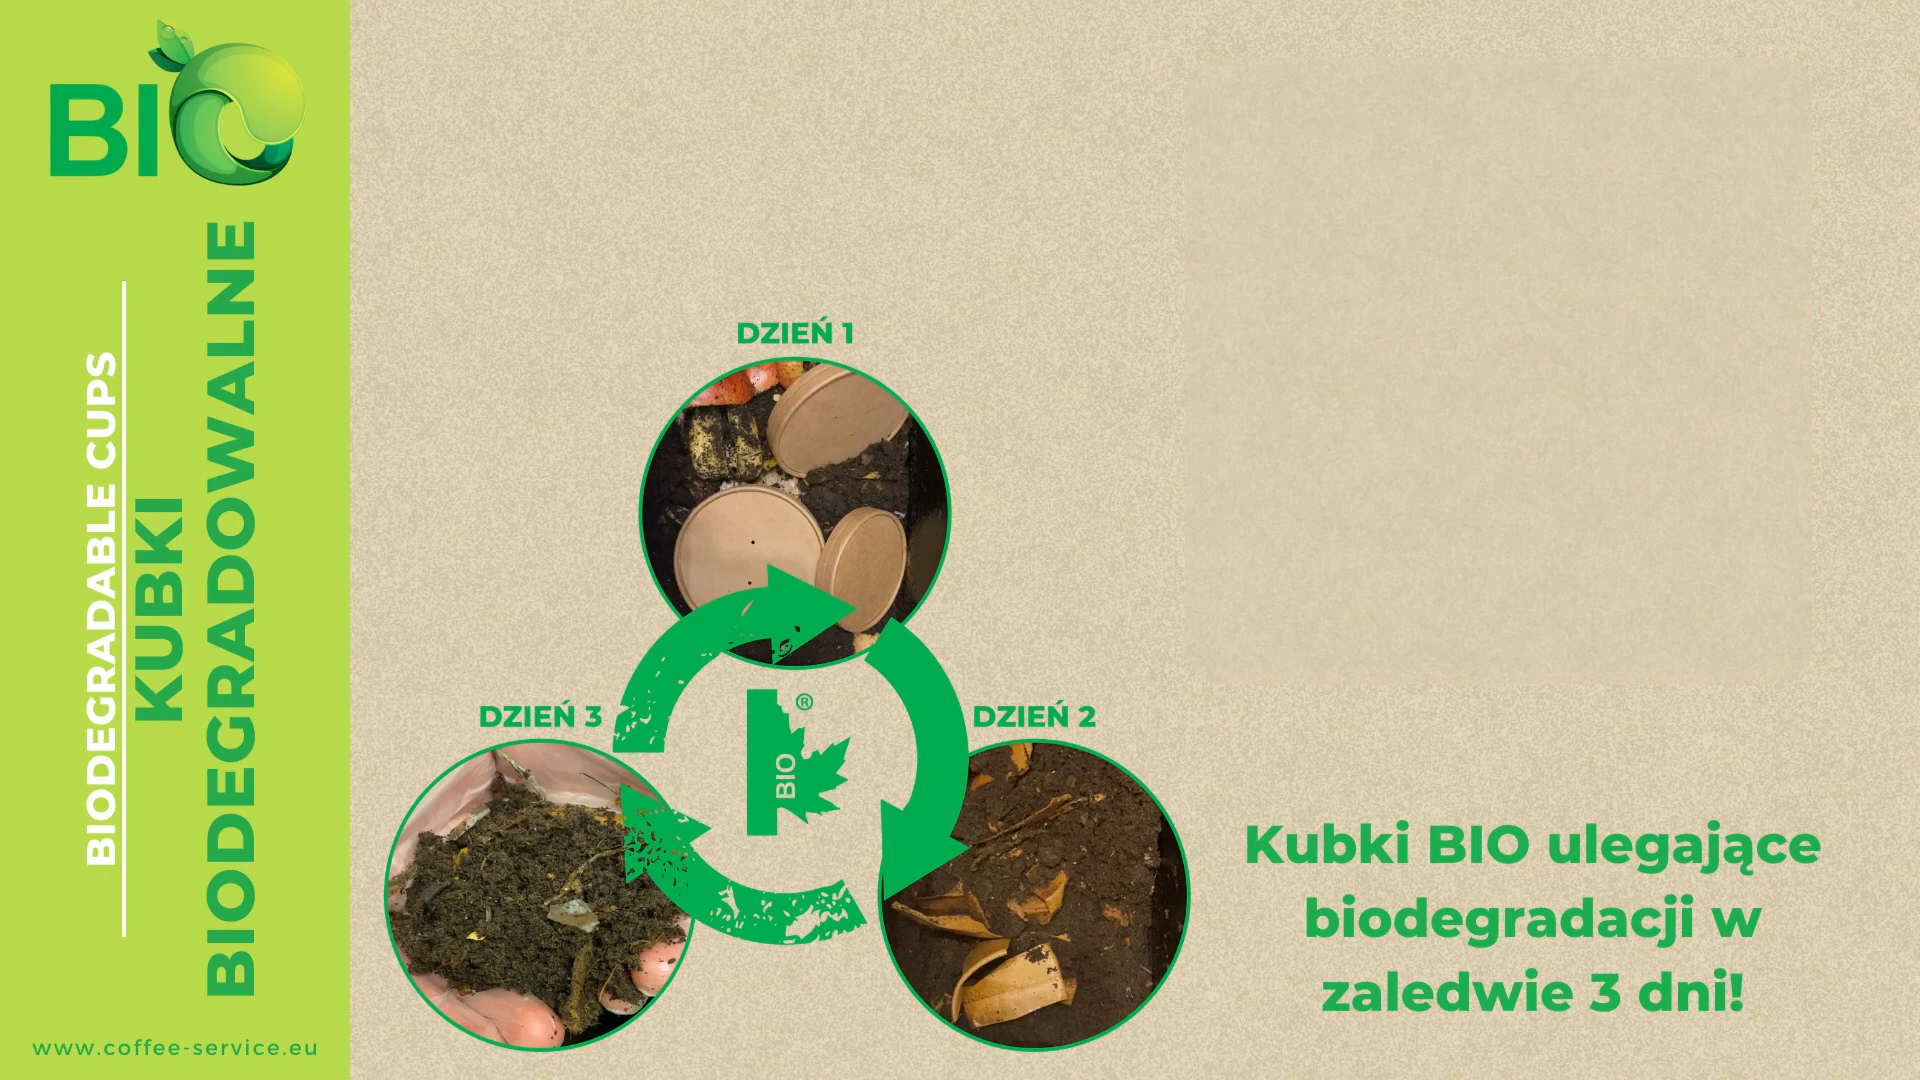 BIO
BIODEGRADABLE CUPS
KUBKI
BIODEGRADOWALNE
www.coffee-service.eu
DZIEŃ 1
DZIEŃ 3
DZIEŃ 2
®
BIO
Kubki BIO ulegające
biodegradacji w
zaledwie 3 dni!